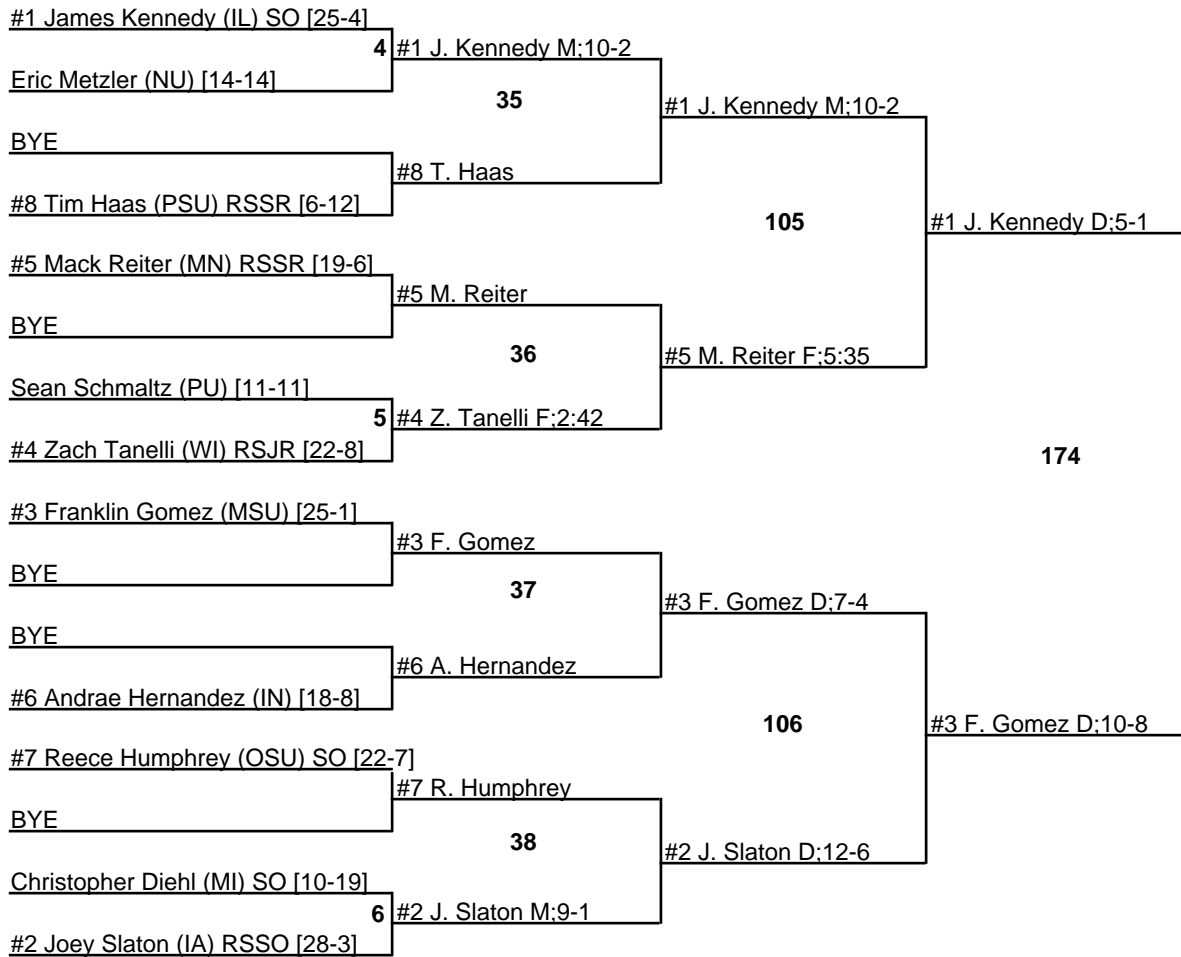 #1 James Kennedy (IL) SO [25-4]
4
#1 J. Kennedy M;10-2
Eric Metzler (NU) [14-14]
35
#1 J. Kennedy M;10-2
BYE
#8 T. Haas
#8 Tim Haas (PSU) RSSR [6-12]
105
#1 J. Kennedy D;5-1
#5 Mack Reiter (MN) RSSR [19-6]
#5 M. Reiter
BYE
36
#5 M. Reiter F;5:35
Sean Schmaltz (PU) [11-11]
5
#4 Z. Tanelli F;2:42
#4 Zach Tanelli (WI) RSJR [22-8]
174
#3 Franklin Gomez (MSU) [25-1]
#3 F. Gomez
BYE
37
#3 F. Gomez D;7-4
BYE
#6 A. Hernandez
#6 Andrae Hernandez (IN) [18-8]
106
#3 F. Gomez D;10-8
#7 Reece Humphrey (OSU) SO [22-7]
#7 R. Humphrey
BYE
38
#2 J. Slaton D;12-6
Christopher Diehl (MI) SO [10-19]
6
#2 J. Slaton M;9-1
#2 Joey Slaton (IA) RSSO [28-3]